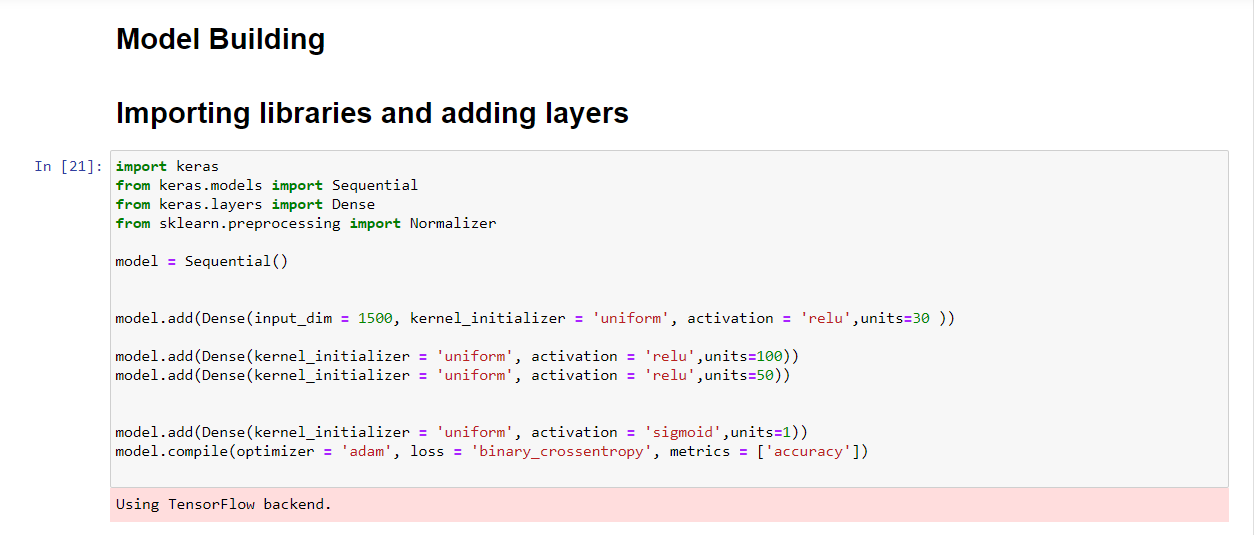 Model Building
Importing libraries and adding layers
In [21]:
import keras
from keras.models import Sequential
from keras.layers import Dense
from sklearn.preprocessing import Normalizer
model = Sequential()
model.add(Dense(input_dim = 1500, kernel_initializer = 'uniform', activation = 'relu',units=30 ))
model.add(Dense(kernel_initializer = 'uniform', activation = 'relu',units=100))
model.add(Dense(kernel_initializer = 'uniform', activation = 'relu',units=50))
model.add(Dense(kernel_initializer = 'uniform', activation = 'sigmoid',units=1))
model.compile(optimizer = 'adam', loss = 'binary_crossentropy', metrics = ['accuracy'])
Using TensorFlow backend.